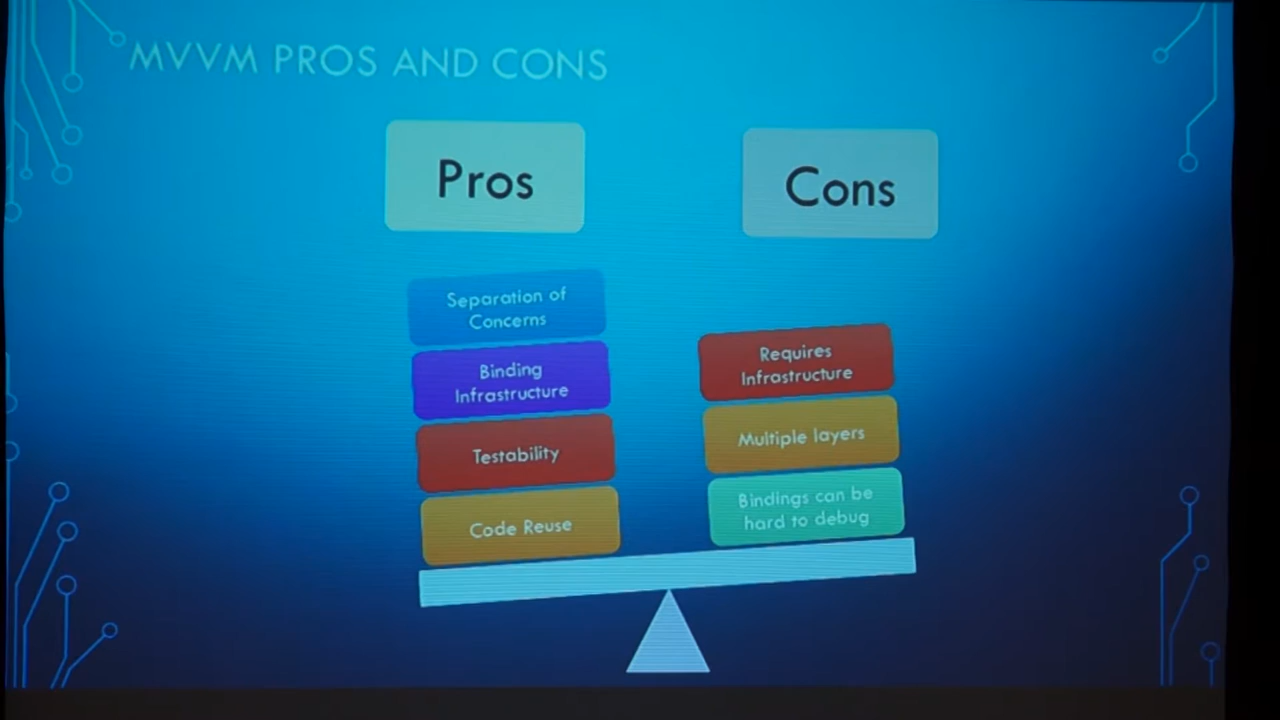 MVVM PROS AND CONS
Pros
Cons
Separation of
Concerns
Binding
Infrastructure
Testability
Code Reuse
Requires
Infrastructure
Multiple layers
Bindings can be
hard to debug